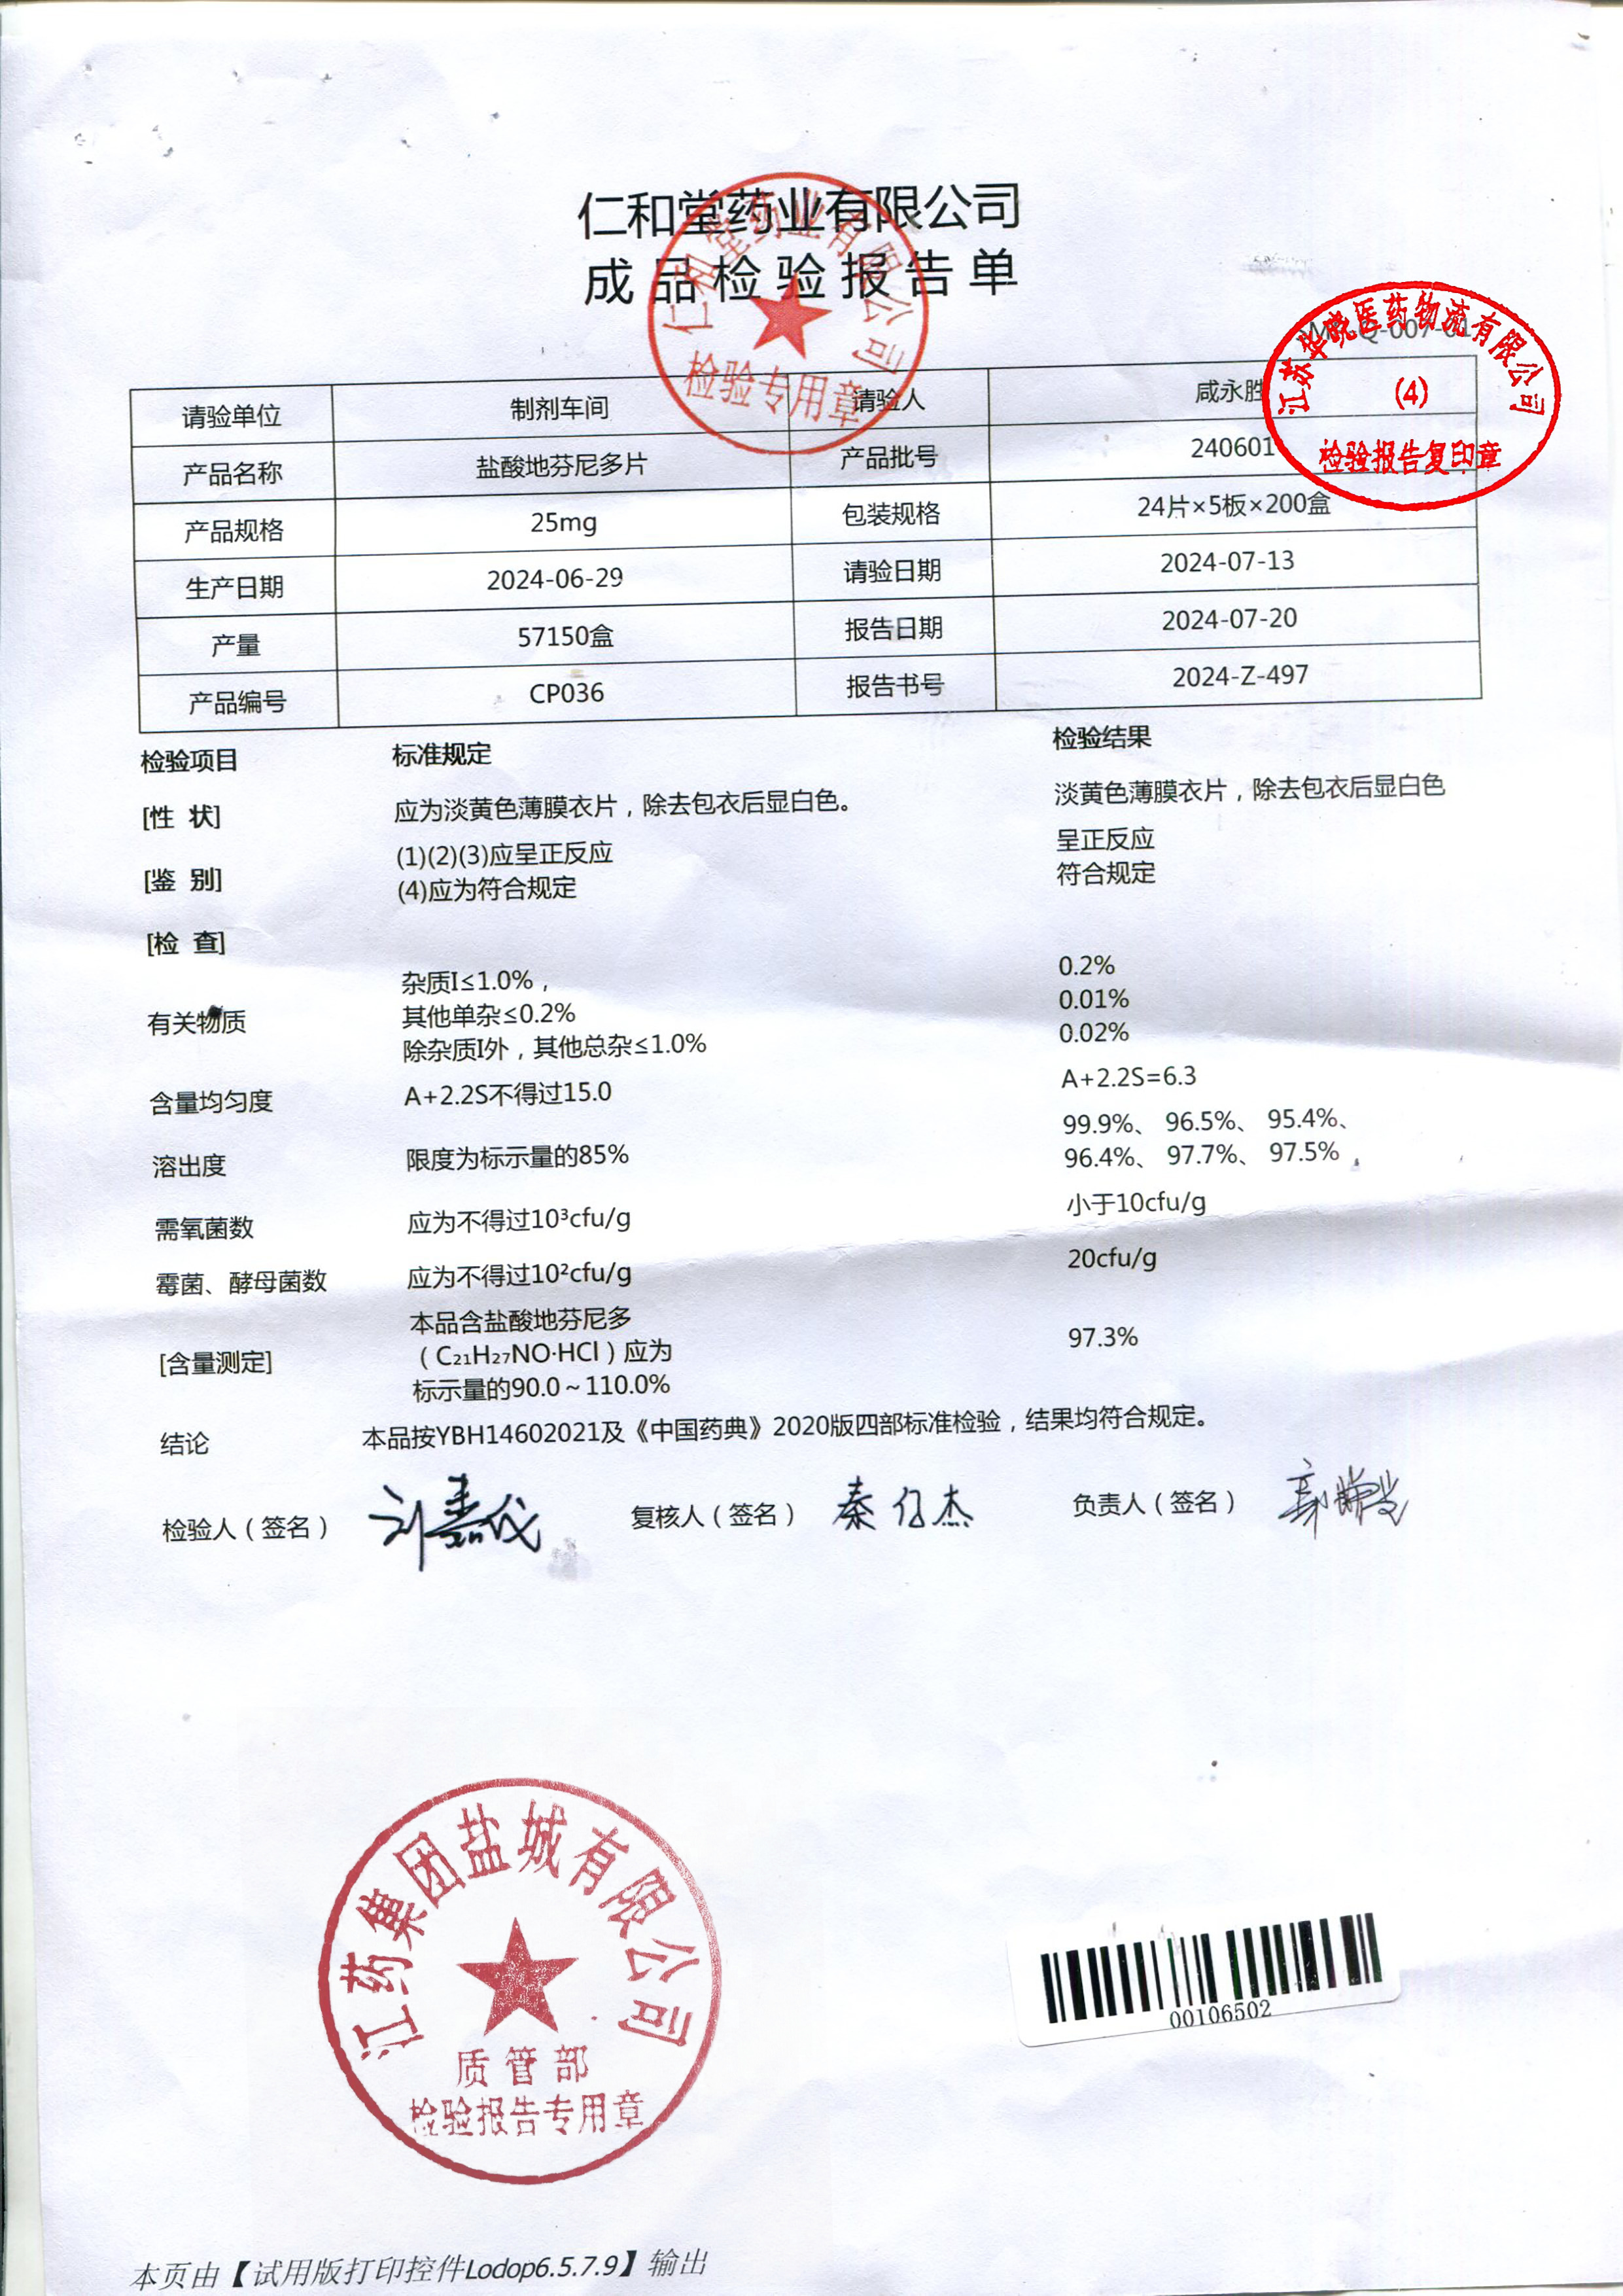 仁和堂药业有限公司
成品检验报告单
仁和堂药业有限公司
检验专用章
江苏华晓医药物流有限公司
(4)
检验报告复印章
请验单位 制剂车间 请验人 咸永胜
产品名称 盐酸地芬尼多片 产品批号 240601
产品规格 25mg 包装规格 24片×5板×200盒
生产日期 2024-06-29 请验日期 2024-07-13
产量 57150盒 报告日期 2024-07-20
产品编号 CP036 报告书号 2024-Z-497
检验项目 标准规定 检验结果
[性 状] 应为淡黄色薄膜衣片，除去包衣后显白色。 淡黄色薄膜衣片，除去包衣后显白色
[鉴 别] (1)(2)(3)应呈正反应 呈正反应
(4)应为符合规定 符合规定
[检 查]
有关物质 杂质I≤1.0%， 0.2%
其他单杂≤0.2% 0.01%
除杂质I外，其他总杂≤1.0% 0.02%
含量均匀度 A+2.2S不得过15.0 A+2.2S=6.3
溶出度 限度为标示量的85% 99.9%、 96.5%、 95.4%、
96.4%、 97.7%、 97.5%
需氧菌数 应为不得过10³cfu/g 小于10cfu/g
霉菌、酵母菌数 应为不得过10²cfu/g 20cfu/g
[含量测定] 本品含盐酸地芬尼多 97.3%
（C₂₁H₂₇NO·HCl）应为
标示量的90.0～110.0%
结论 本品按YBH14602021及《中国药典》2020版四部标准检验，结果均符合规定。
检验人（签名） 复核人（签名） 负责人（签名）
江药集团盐城有限公司
质管部
检验报告专用章
00106502
本页由【试用版打印控件Lodop6.5.7.9】输出